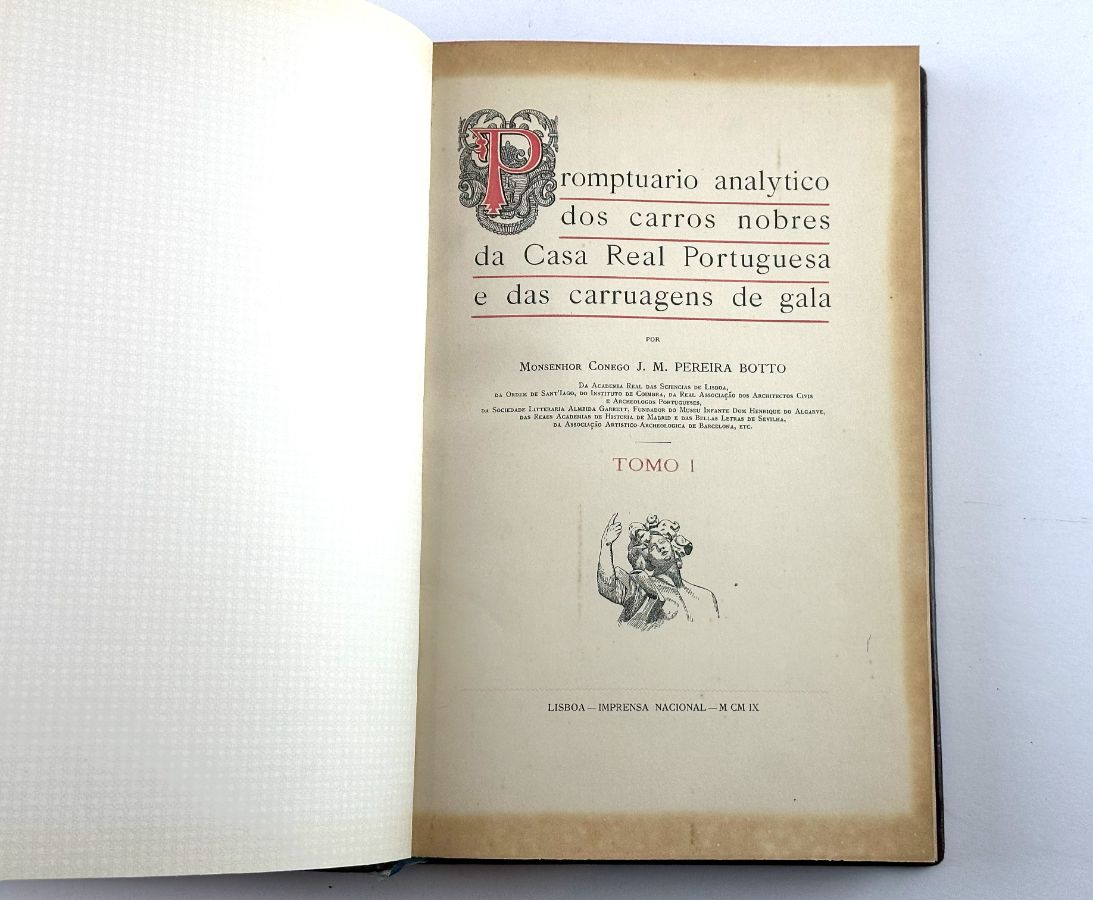 Promptuario analytico
dos carros nobres
da Casa Real Portuguesa
e das carruagens de gala
POR
MONSENHOR CONEGO J. M. PEREIRA BOTTO
DA ACADEMIA REAL DAS SCIENCIAS DE LISBOA,
DA ORDEM DE SANT'IAGO, DO INSTITUTO DE COIMBRA, DA REAL ASSOCIAÇÃO DOS ARCHITECTOS CIVIS
E ARCHEOLOGOS PORTUGUESES,
DA SOCIEDADE LITTERARIA ALMEIDA GARRETT, FUNDADOR DO MUSEU INFANTE DOM HENRIQUE DO ALGARVE,
DAS REAES ACADEMIAS DE HISTORIA DE MADRID E DAS BELLAS LETRAS DE SEVILHA,
DA ASSOCIAÇÃO ARTISTICO-ARCHEOLOGICA DE BARCELONA, ETC.
TOMO I
LISBOA—IMPRENSA NACIONAL—M CM IX